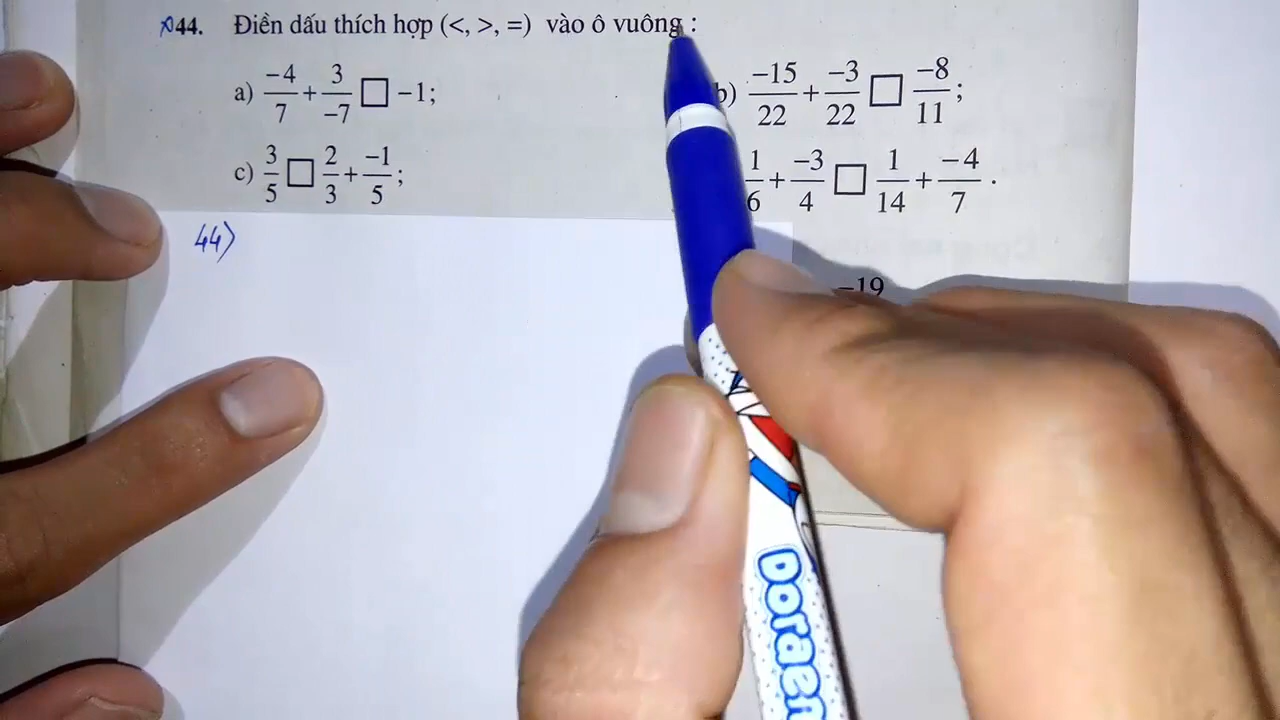 44. Điền dấu thích hợp (<, >, =) vào ô vuông :
a) -4/7 + 3/-7 □ -1;
b) -15/22 + -3/22 □ -8/11;
c) 3/5 □ 2/3 + -1/5;
1/6 + -3/4 □ 1/14 + -4/7 .
44)
-19
Doraem